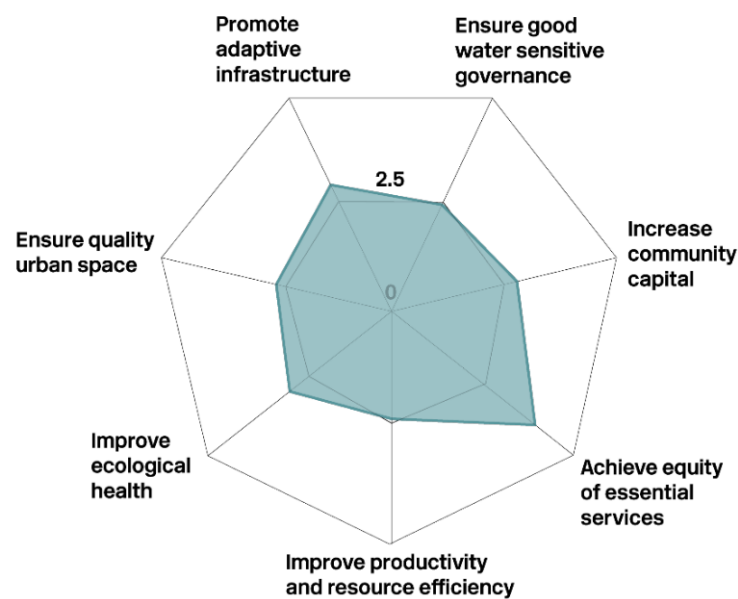 Promote
adaptive
infrastructure
Ensure good
water sensitive
governance
2.5
Ensure quality
urban space
Increase
community
capital
0
Improve
ecological
health
Achieve equity
of essential
services
Improve productivity
and resource efficiency